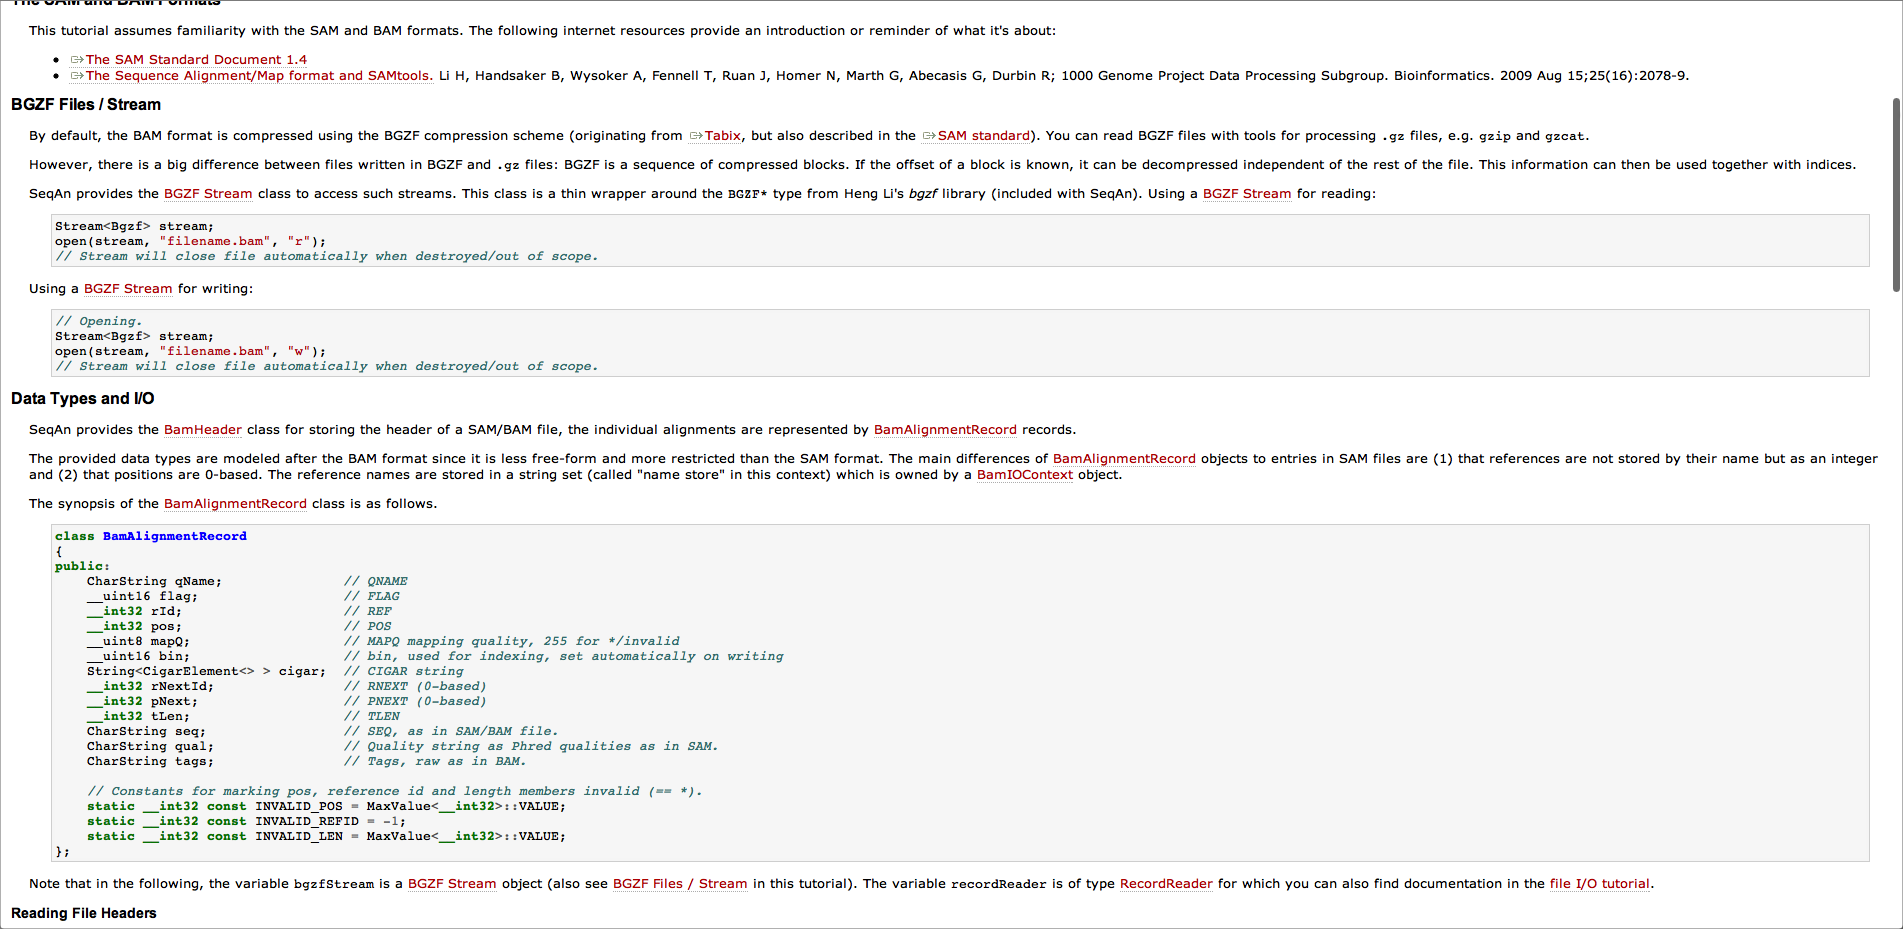 The SAM and BAM Formats
This tutorial assumes familiarity with the SAM and BAM formats. The following internet resources provide an introduction or reminder of what it's about:
• The SAM Standard Document 1.4
• The Sequence Alignment/Map format and SAMtools. Li H, Handsaker B, Wysoker A, Fennell T, Ruan J, Homer N, Marth G, Abecasis G, Durbin R; 1000 Genome Project Data Processing Subgroup. Bioinformatics. 2009 Aug 15;25(16):2078-9.
BGZF Files / Stream
By default, the BAM format is compressed using the BGZF compression scheme (originating from Tabix, but also described in the SAM standard). You can read BGZF files with tools for processing .gz files, e.g. gzip and gzcat.
However, there is a big difference between files written in BGZF and .gz files: BGZF is a sequence of compressed blocks. If the offset of a block is known, it can be decompressed independent of the rest of the file. This information can then be used together with indices.
SeqAn provides the BGZF Stream class to access such streams. This class is a thin wrapper around the BGZF* type from Heng Li's bgzf library (included with SeqAn). Using a BGZF Stream for reading:
Stream<Bgzf> stream;
open(stream, "filename.bam", "r");
// Stream will close file automatically when destroyed/out of scope.
Using a BGZF Stream for writing:
// Opening.
Stream<Bgzf> stream;
open(stream, "filename.bam", "w");
// Stream will close file automatically when destroyed/out of scope.
Data Types and I/O
SeqAn provides the BamHeader class for storing the header of a SAM/BAM file, the individual alignments are represented by BamAlignmentRecord records.
The provided data types are modeled after the BAM format since it is less free-form and more restricted than the SAM format. The main differences of BamAlignmentRecord objects to entries in SAM files are (1) that references are not stored by their name but as an integer
and (2) that positions are 0-based. The reference names are stored in a string set (called "name store" in this context) which is owned by a BamIOContext object.
The synopsis of the BamAlignmentRecord class is as follows.
class BamAlignmentRecord
{
public:
    CharString qName;               // QNAME
    __uint16 flag;                  // FLAG
    __int32 rId;                    // REF
    __int32 pos;                    // POS
    __uint8 mapQ;                   // MAPQ mapping quality, 255 for */invalid
    __uint16 bin;                   // bin, used for indexing, set automatically on writing
    String<CigarElement<> > cigar;  // CIGAR string
    __int32 rNextId;                // RNEXT (0-based)
    __int32 pNext;                  // PNEXT (0-based)
    __int32 tLen;                   // TLEN
    CharString seq;                 // SEQ, as in SAM/BAM file.
    CharString qual;                // Quality string as Phred qualities as in SAM.
    CharString tags;                // Tags, raw as in BAM.
    // Constants for marking pos, reference id and length members invalid (== *).
    static __int32 const INVALID_POS = MaxValue<__int32>::VALUE;
    static __int32 const INVALID_REFID = -1;
    static __int32 const INVALID_LEN = MaxValue<__int32>::VALUE;
};
Note that in the following, the variable bgzfStream is a BGZF Stream object (also see BGZF Files / Stream in this tutorial). The variable recordReader is of type RecordReader for which you can also find documentation in the file I/O tutorial.
Reading File Headers